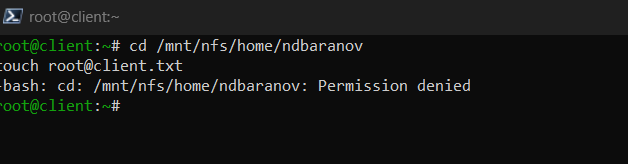 root@client:~
root@client:~# cd /mnt/nfs/home/ndbaranov
touch root@client.txt
-bash: cd: /mnt/nfs/home/ndbaranov: Permission denied
root@client:~#